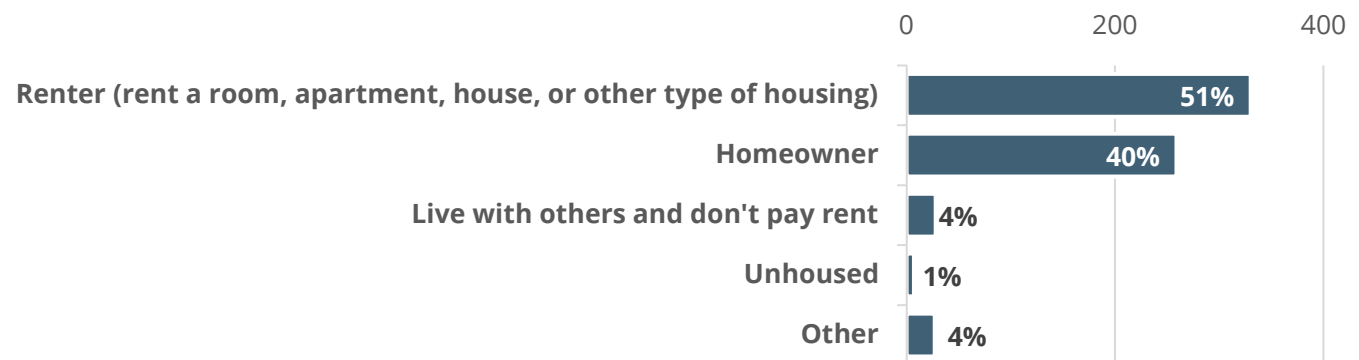 0 200 400
Renter (rent a room, apartment, house, or other type of housing) 51%
Homeowner 40%
Live with others and don't pay rent 4%
Unhoused 1%
Other 4%